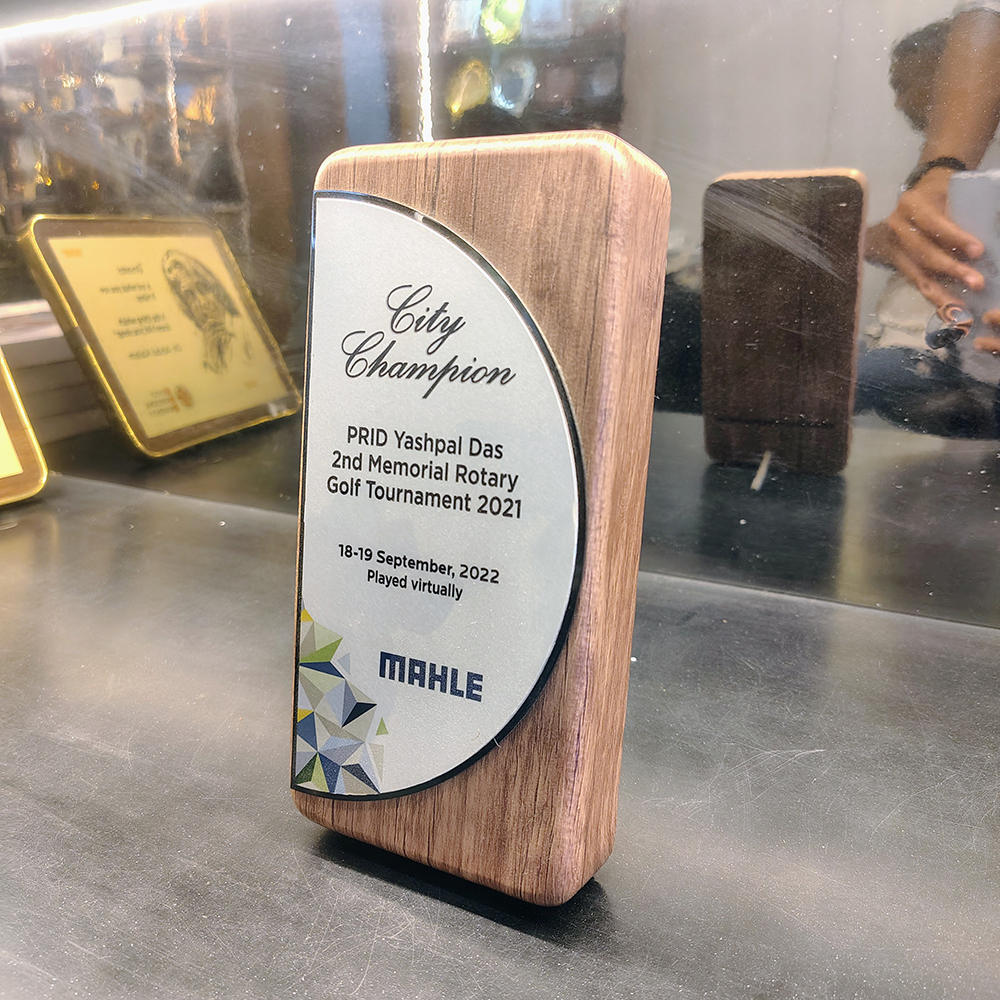 City
Champion
PRID Yashpal Das
2nd Memorial Rotary
Golf Tournament 2021
18-19 September, 2022
Played virtually
MAHLE